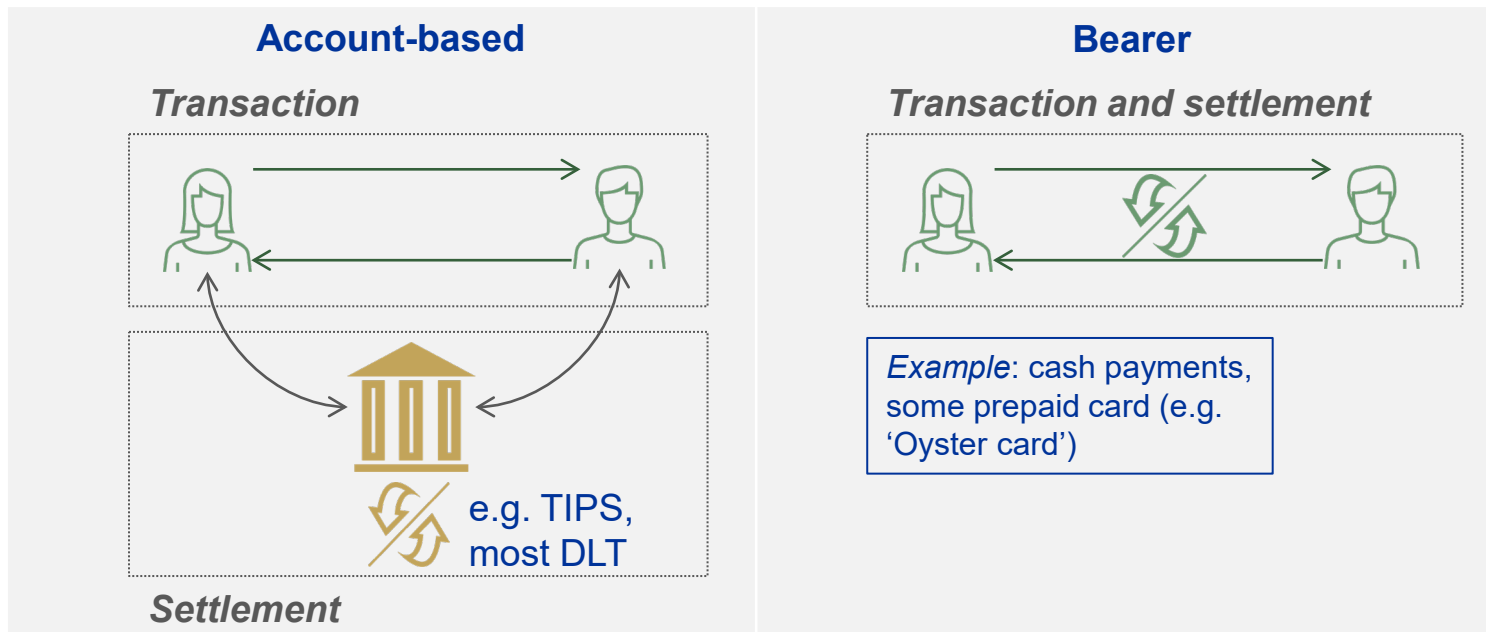 Account-based
Transaction
e.g. TIPS,
most DLT
Settlement
Bearer
Transaction and settlement
Example: cash payments,
some prepaid card (e.g.
‘Oyster card’)